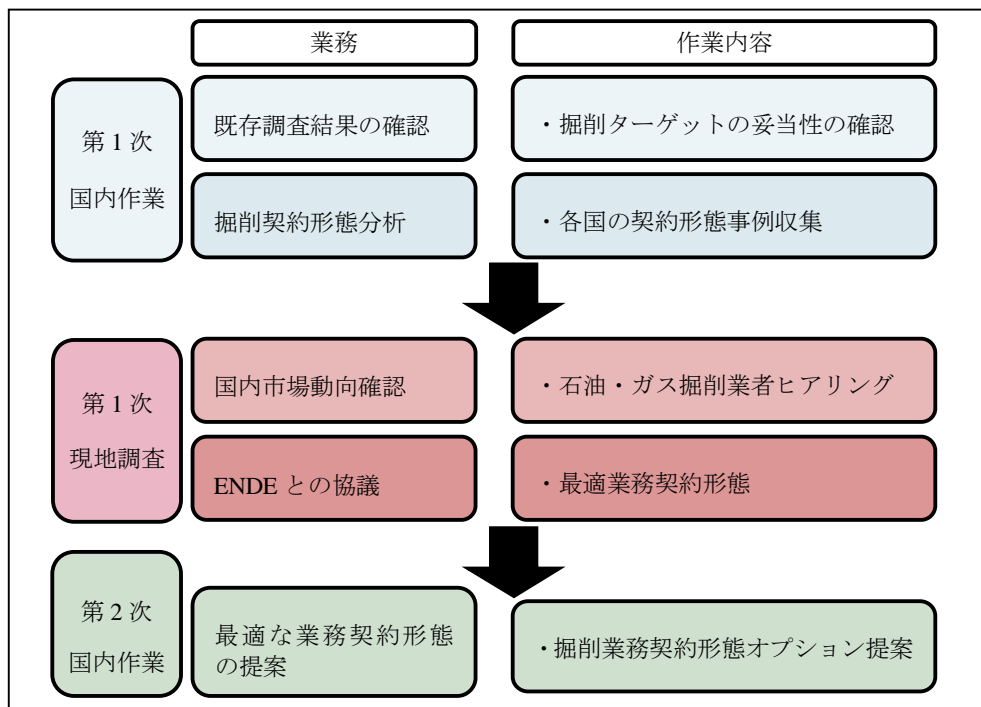 業務
作業内容
第1次
国内作業
既存調査結果の確認
・掘削ターゲットの妥当性の確認
掘削契約形態分析
・各国の契約形態事例収集
第1次
現地調査
国内市場動向確認
・石油・ガス掘削業者ヒアリング
ENDE との協議
・最適業務契約形態
第2次
国内作業
最適な業務契約形態
の提案
・掘削業務契約形態オプション提案